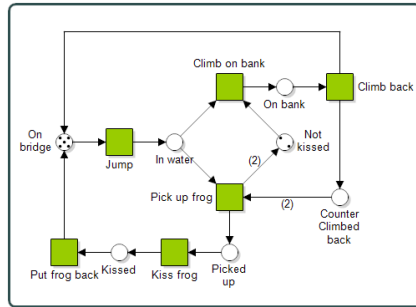 Climb on bank
On bank
Climb back
On
bridge
Jump
In water
Not
kissed
(2)
Pick up frog
(2)
Counter
Climbed
back
Put frog back
Kissed
Kiss frog
Picked
up